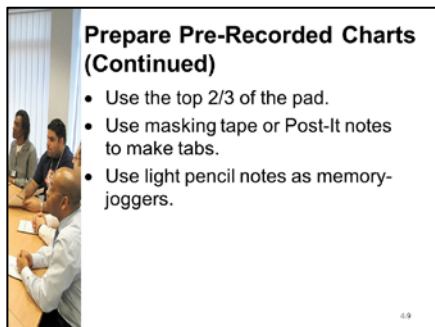 Prepare Pre-Recorded Charts
(Continued)
• Use the top 2/3 of the pad.
• Use masking tape or Post-It notes
to make tabs.
• Use light pencil notes as memory-
joggers.
4-9